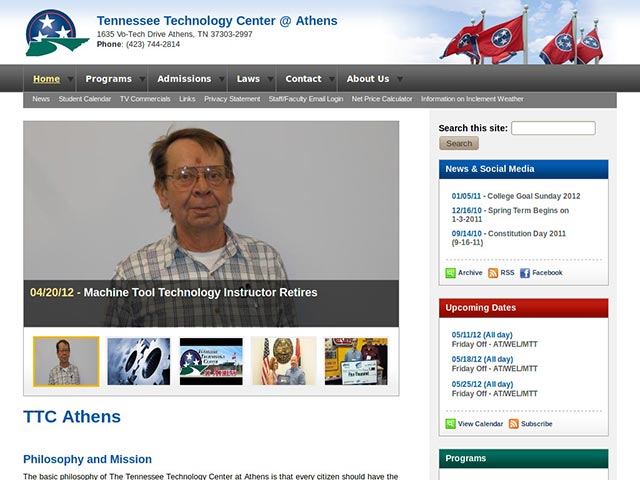 Tennessee Technology Center @ Athens
1635 Vo-Tech Drive Athens, TN 37303-2997
Phone: (423) 744-2814
Home Programs Admissions Laws Contact About Us
News Student Calendar TV Commercials Links Privacy Statement Staff/Faculty Email Login Net Price Calculator Information on Inclement Weather
04/20/12 - Machine Tool Technology Instructor Retires
TTC Athens
Philosophy and Mission
The basic philosophy of The Tennessee Technology Center at Athens is that every citizen should have the
Search this site:
Search
News & Social Media
01/05/11 - College Goal Sunday 2012
12/16/10 - Spring Term Begins on
1-3-2011
09/14/10 - Constitution Day 2011
(9-16-11)
Archive RSS Facebook
Upcoming Dates
05/11/12 (All day)
Friday Off - AT/WEL/MTT
05/18/12 (All day)
Friday Off - AT/WEL/MTT
05/25/12 (All day)
Friday Off - AT/WEL/MTT
View Calendar Subscribe
Programs